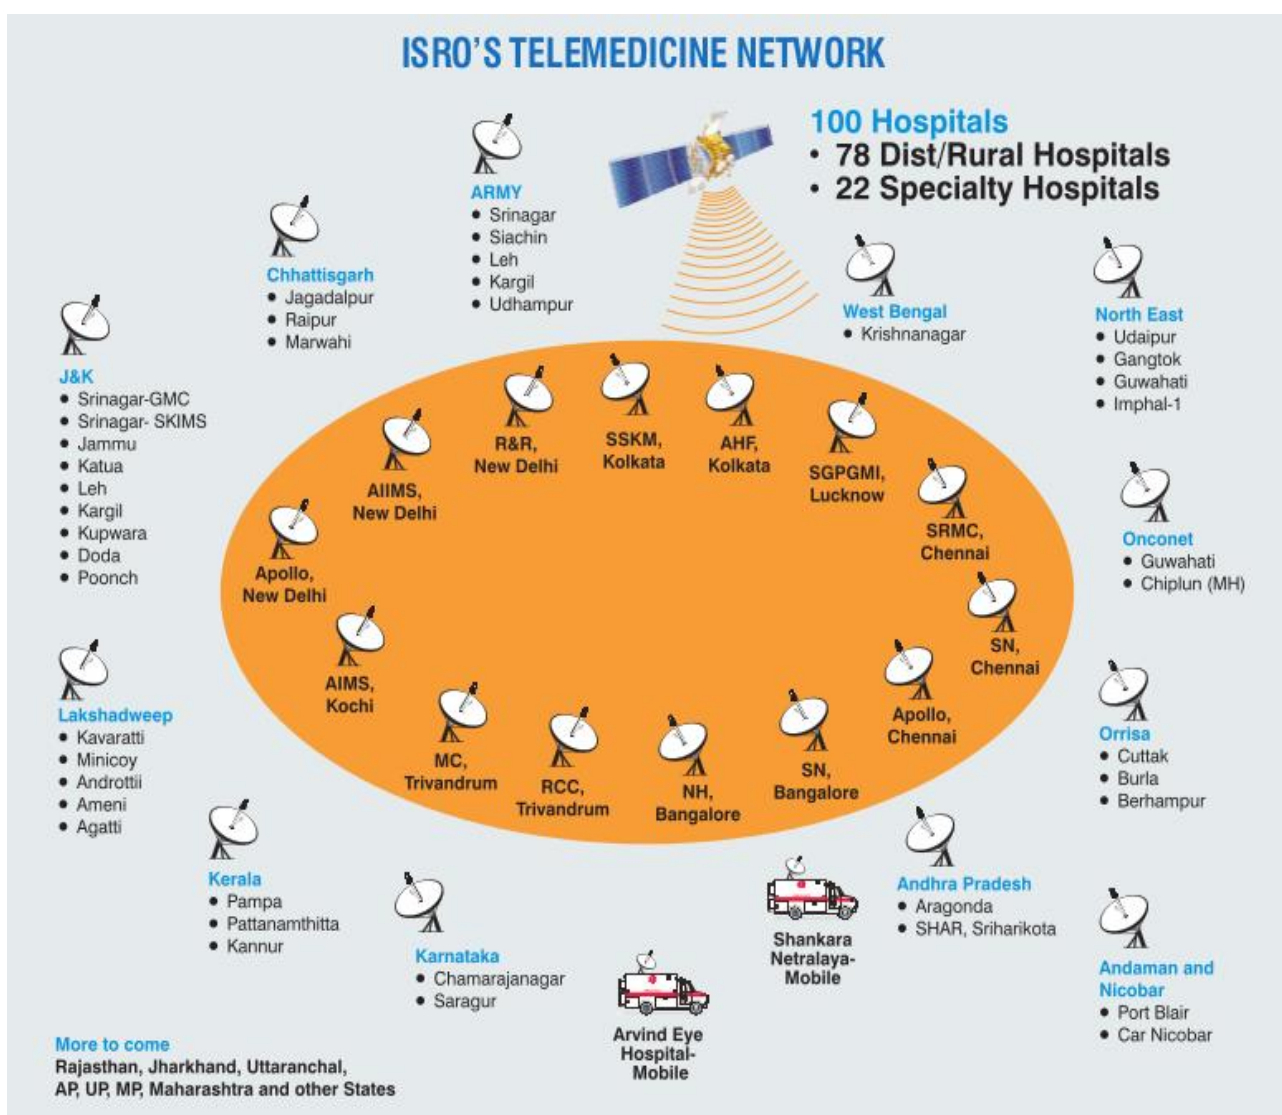 ISRO'S TELEMEDICINE NETWORK
100 Hospitals
• 78 Dist/Rural Hospitals
• 22 Specialty Hospitals
ARMY
• Srinagar
• Siachin
• Leh
• Kargil
• Udhampur
Chhattisgarh
• Jagadalpur
• Raipur
• Marwahi
West Bengal
• Krishnanagar
North East
• Udaipur
• Gangtok
• Guwahati
• Imphal-1
J&K
• Srinagar-GMC
• Srinagar- SKIMS
• Jammu
• Katua
• Leh
• Kargil
• Kupwara
• Doda
• Poonch
R&R,
New Delhi
SSKM,
Kolkata
AHF,
Kolkata
SGPGMI,
Lucknow
AIIMS,
New Delhi
SRMC,
Chennai
Apollo,
New Delhi
SN,
Chennai
AIMS,
Kochi
Apollo,
Chennai
MC,
Trivandrum
RCC,
Trivandrum
NH,
Bangalore
SN,
Bangalore
Onconet
• Guwahati
• Chiplun (MH)
Lakshadweep
• Kavaratti
• Minicoy
• Androttii
• Ameni
• Agatti
Orrisa
• Cuttak
• Burla
• Berhampur
Kerala
• Pampa
• Pattanamthitta
• Kannur
Karnataka
• Chamarajanagar
• Saragur
Shankara
Netralaya-
Mobile
Andhra Pradesh
• Aragonda
• SHAR, Sriharikota
Arvind Eye
Hospital-
Mobile
Andaman and
Nicobar
• Port Blair
• Car Nicobar
More to come
Rajasthan, Jharkhand, Uttaranchal,
AP, UP, MP, Maharashtra and other States